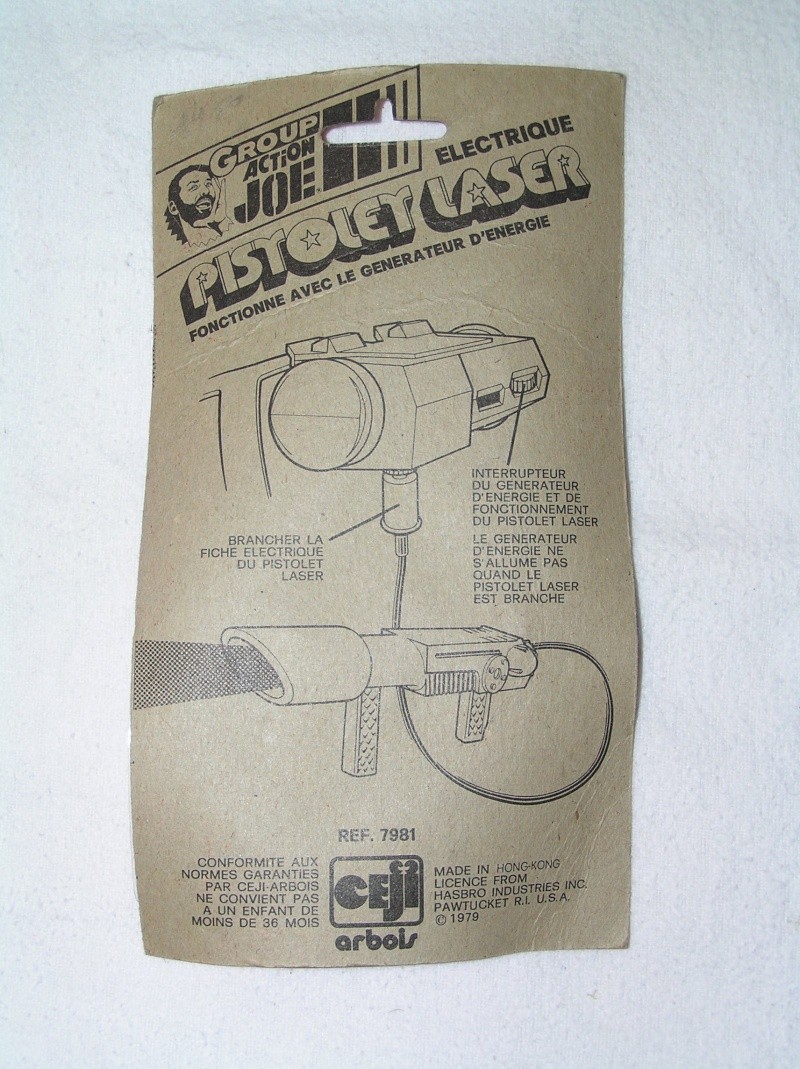 GROUP
ACTION
JOE
ELECTRIQUE
PISTOLET LASER
FONCTIONNE AVEC LE GENERATEUR D'ENERGIE
INTERRUPTEUR
DU GENERATEUR
D'ENERGIE ET DE
FONCTIONNEMENT
DU PISTOLET LASER
LE GENERATEUR
D'ENERGIE NE
S'ALLUME PAS
QUAND LE
PISTOLET LASER
EST BRANCHE
BRANCHER LA
FICHE ELECTRIQUE
DU PISTOLET
LASER
REF. 7981
CONFORMITE AUX
NORMES GARANTIES
PAR CEJI-ARBOIS
NE CONVIENT PAS
A UN ENFANT DE
MOINS DE 36 MOIS
CEJI
arbois
MADE IN HONG-KONG
LICENCE FROM
HASBRO INDUSTRIES INC.
PAWTUCKET R.I. U.S.A.
© 1979